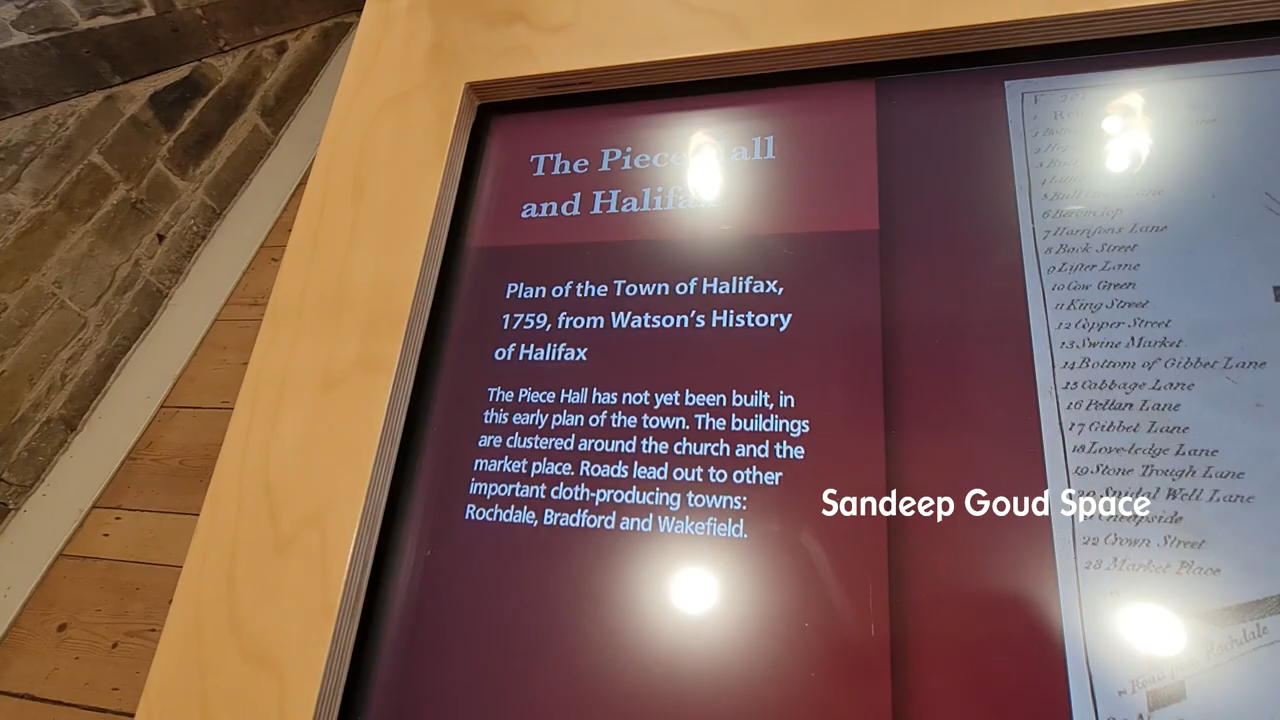 The Piece Hall
and Halifax
Plan of the Town of Halifax,
1759, from Watson's History
of Halifax
The Piece Hall has not yet been built, in
this early plan of the town. The buildings
are clustered around the church and the
market place. Roads lead out to other
important cloth-producing towns:
Rochdale, Bradford and Wakefield.
Sandeep Goud Space
7 Harrisons Lane
8 Back Street
9 Lister Lane
10 Cow Green
11 King Street
12 Copper Street
13 Swine Market
14 Bottom of Gibbet Lane
15 Cabbage Lane
16 Pellan Lane
17 Gibbet Lane
18 Love-ledge Lane
19 Stone Trough Lane
Well Lane
Cheapside
22 Crown Street
23 Market Place
Rochdale